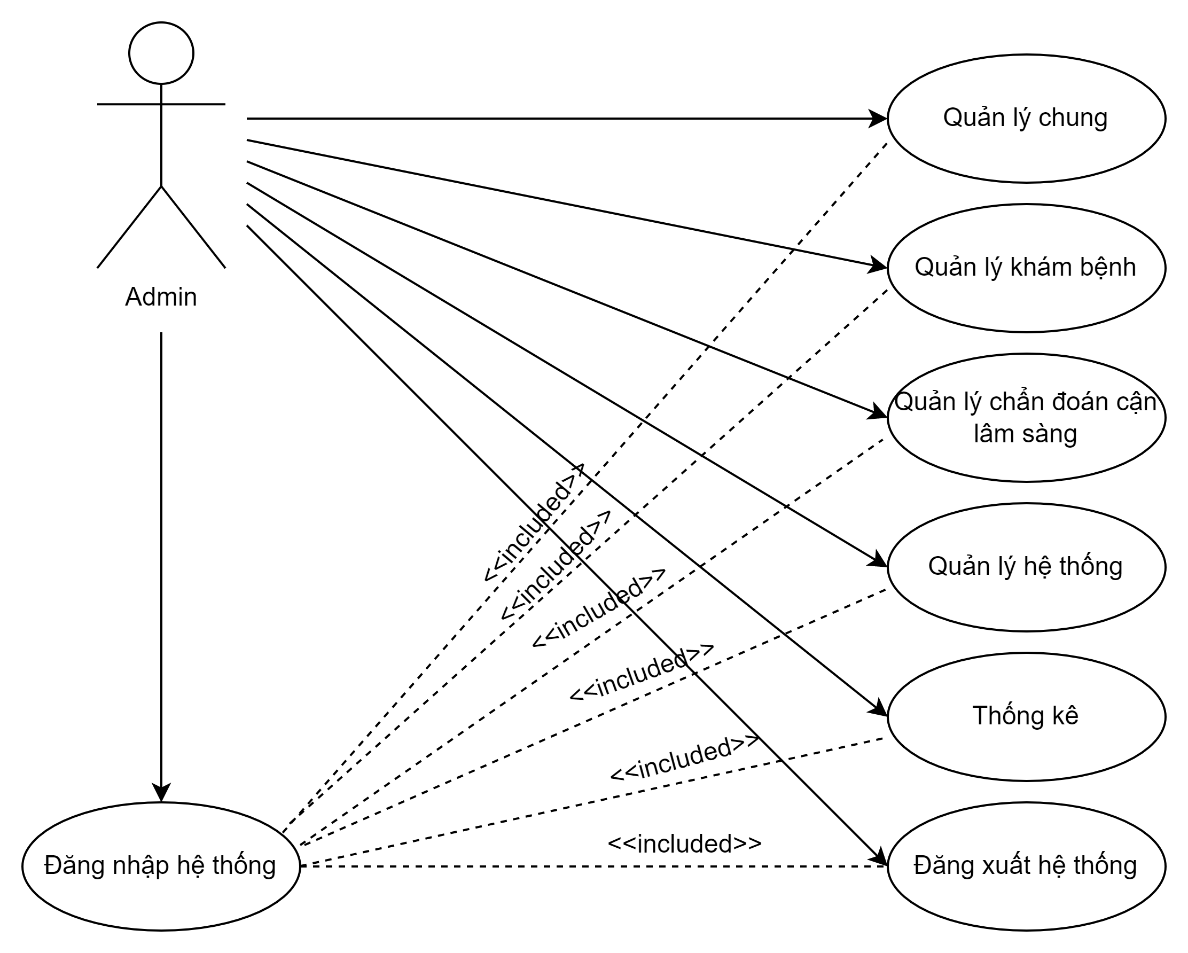 Quản lý chung
Quản lý khám bệnh
Admin
Quản lý chẩn đoán cận
lâm sàng
<<included>>
<<included>>
Quản lý hệ thống
<<included>>
<<included>>
Thống kê
<<included>>
<<included>>
Đăng nhập hệ thống
Đăng xuất hệ thống